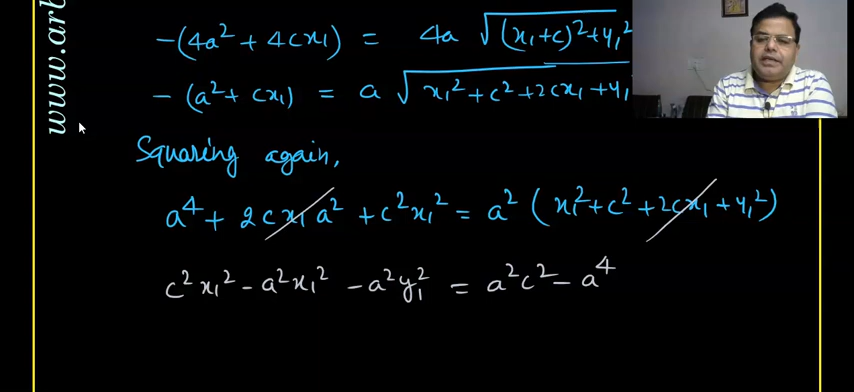 www.arb
-(4a² + 4cx₁) = 4a √(x₁+c)²+y₁²
-(a²+ cx₁) = a √x₁²+c²+2cx₁+y₁
Squaring again,
a⁴ + 2cx₁a² + c²x₁² = a² (x₁²+c²+2cx₁+y₁²)
c²x₁² - a²x₁² - a²y₁² = a²c² - a⁴